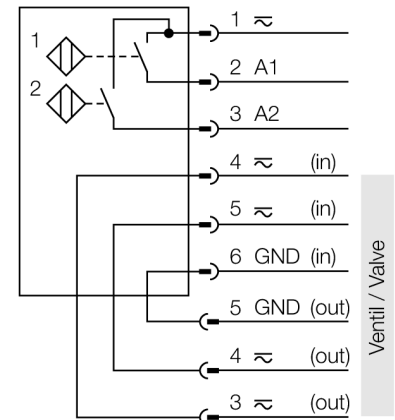 1 ⏦
2 A1
3 A2
4 ⏦ (in)
5 ⏦ (in)
6 GND (in)
5 GND (out)
4 ⏦ (out)
3 ⏦ (out)
1
2
Ventil / Valve